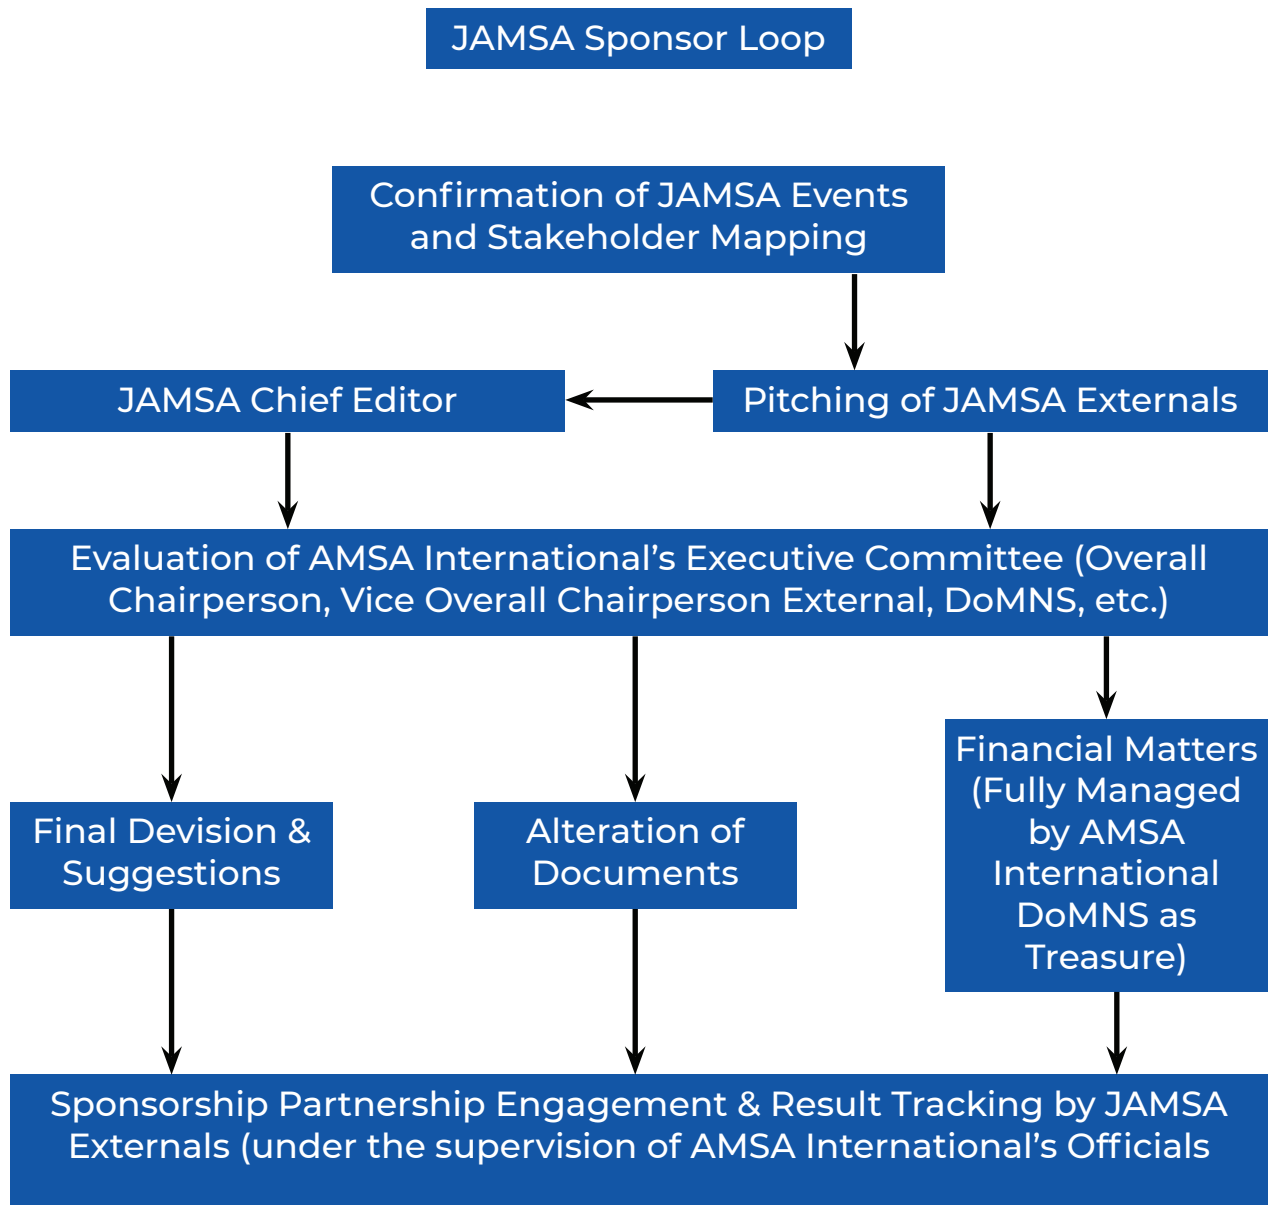 JAMSA Sponsor Loop
Confirmation of JAMSA Events
and Stakeholder Mapping
JAMSA Chief Editor
Pitching of JAMSA Externals
Evaluation of AMSA International’s Executive Committee (Overall
Chairperson, Vice Overall Chairperson External, DoMNS, etc.)
Final Devision &
Suggestions
Alteration of
Documents
Financial Matters
(Fully Managed
by AMSA
International
DoMNS as
Treasure)
Sponsorship Partnership Engagement & Result Tracking by JAMSA
Externals (under the supervision of AMSA International’s Officials